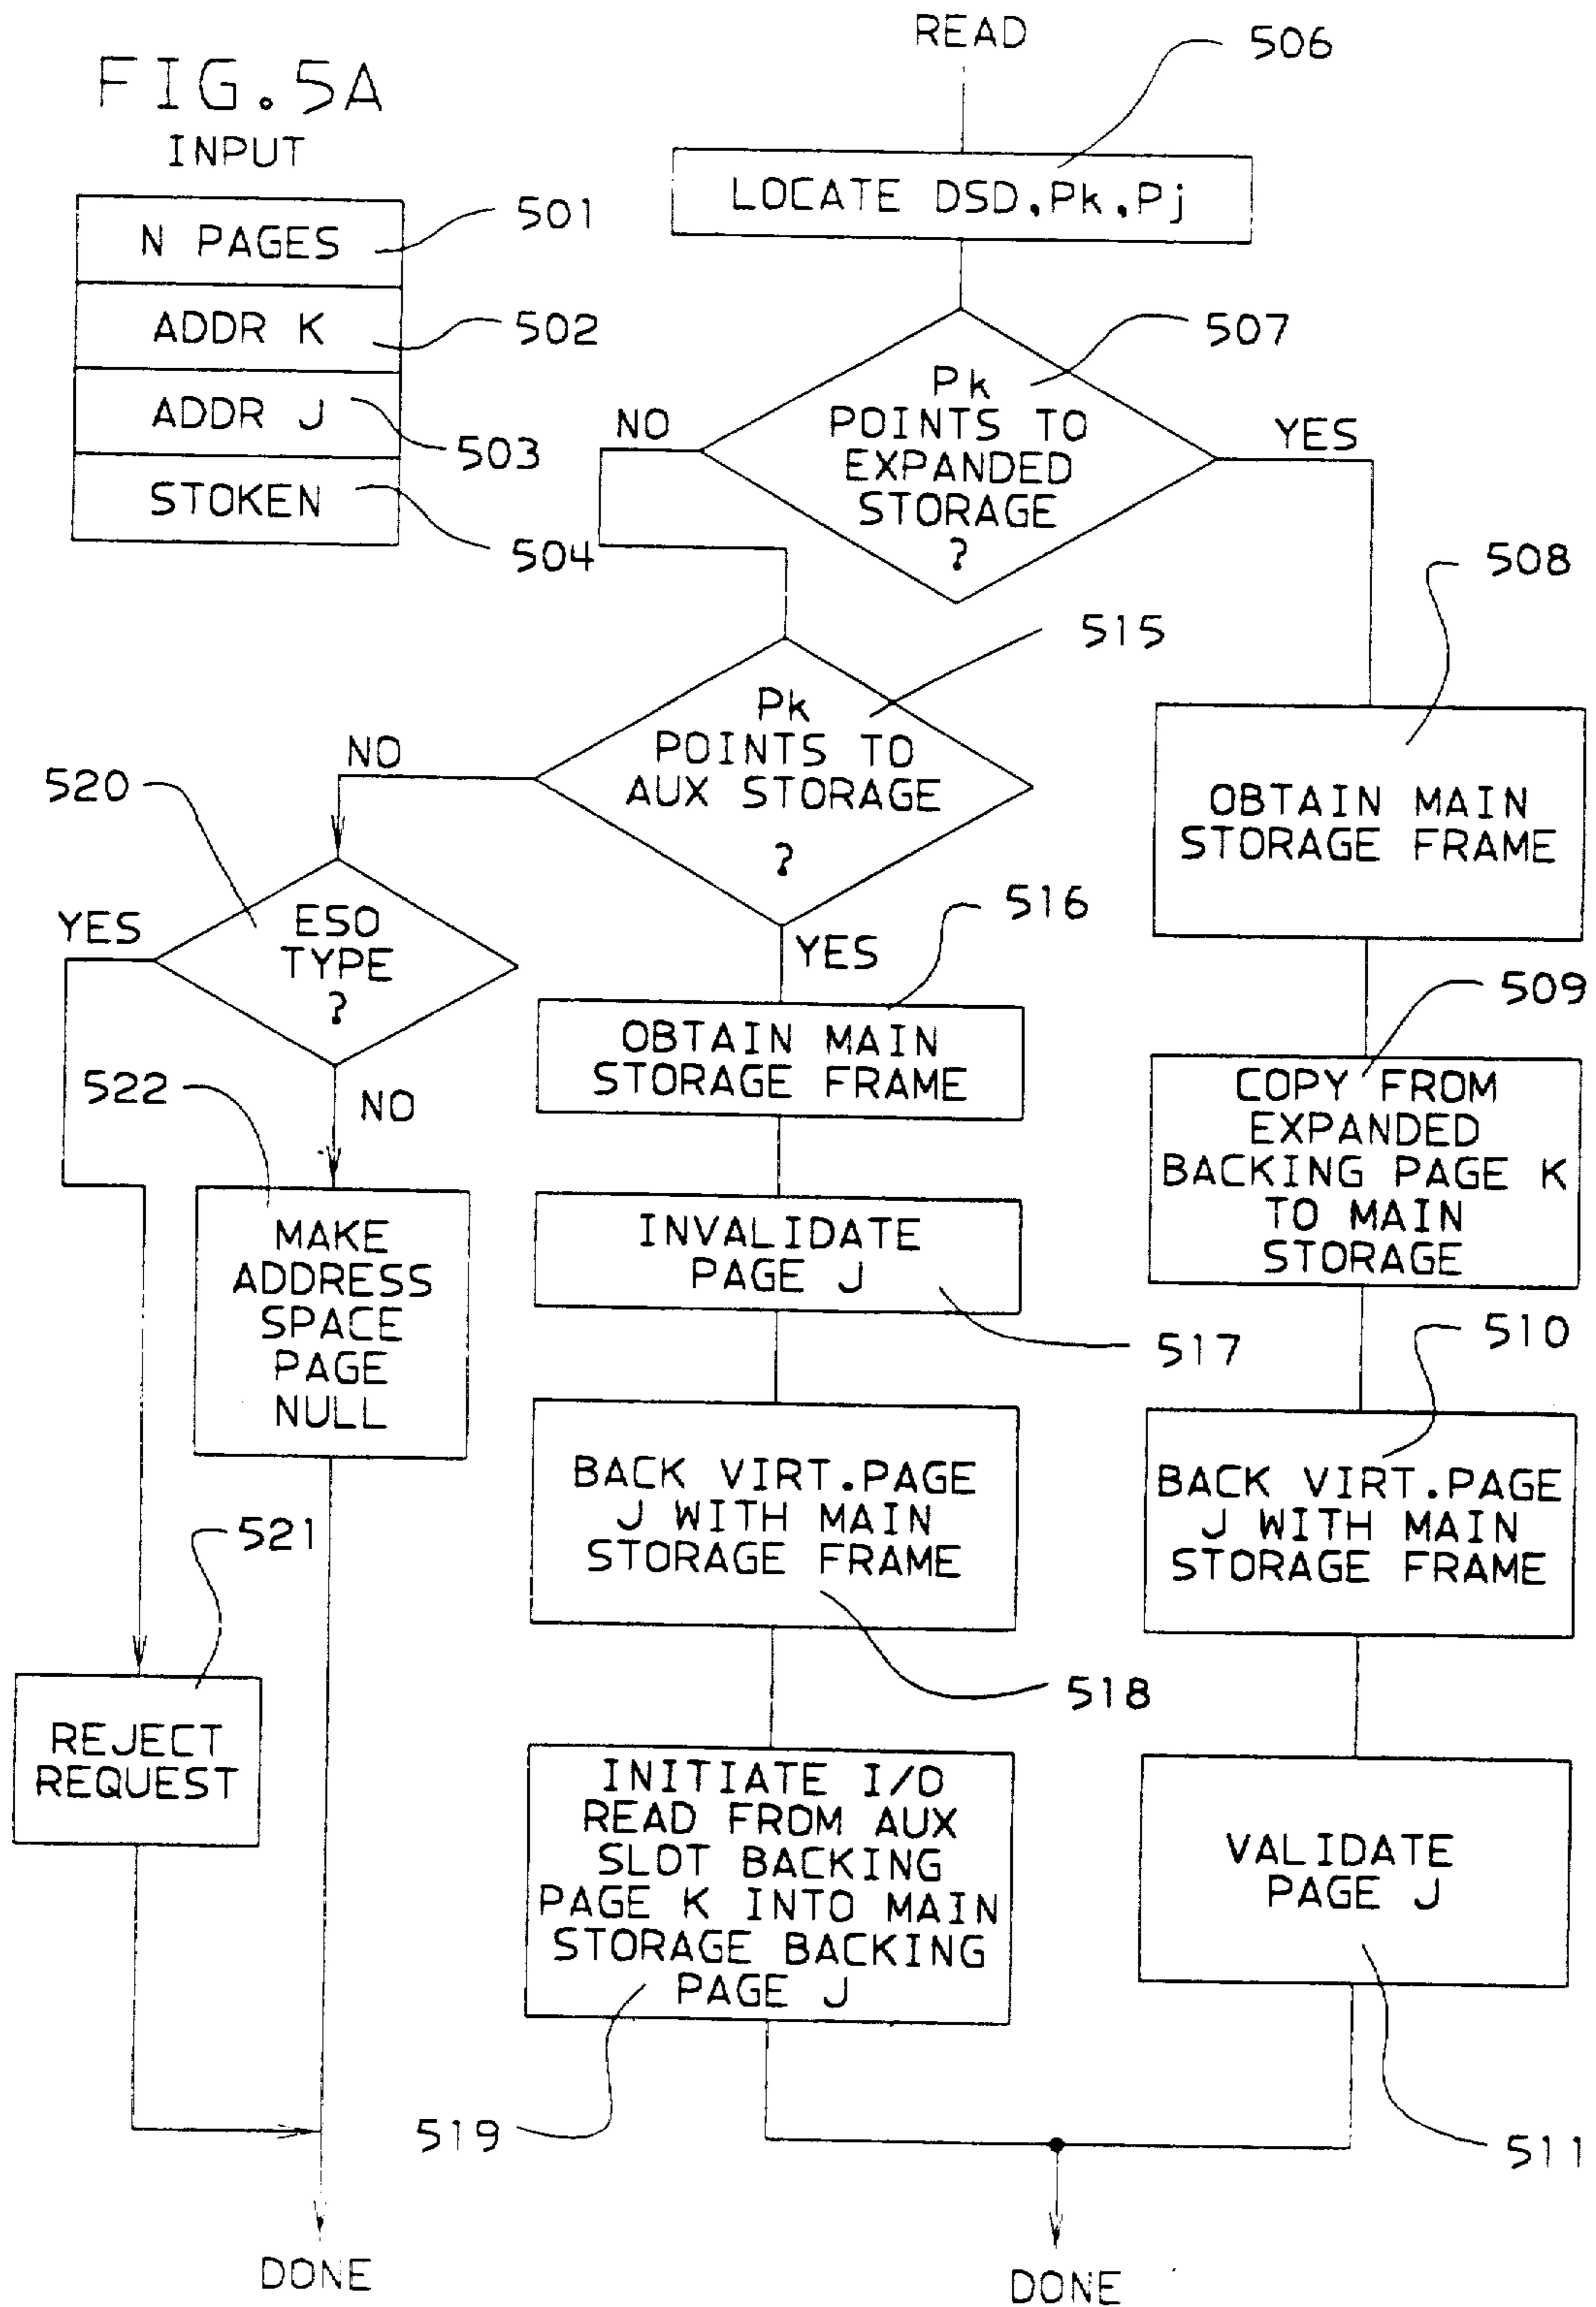 FIG.5A
INPUT
N PAGES
501
ADDR K
502
ADDR J
503
STOKEN
504
READ
506
LOCATE DSD,Pk,Pj
507
Pk
POINTS TO
EXPANDED
STORAGE
?
NO
YES
508
OBTAIN MAIN
STORAGE FRAME
509
COPY FROM
EXPANDED
BACKING PAGE K
TO MAIN
STORAGE
510
BACK VIRT.PAGE
J WITH MAIN
STORAGE FRAME
VALIDATE
PAGE J
511
515
Pk
POINTS TO
AUX STORAGE
?
NO
YES
516
OBTAIN MAIN
STORAGE FRAME
INVALIDATE
PAGE J
517
BACK VIRT.PAGE
J WITH MAIN
STORAGE FRAME
518
INITIATE I/O
READ FROM AUX
SLOT BACKING
PAGE K INTO MAIN
STORAGE BACKING
PAGE J
519
DONE
520
ESO
TYPE
?
YES
NO
522
MAKE
ADDRESS
SPACE
PAGE
NULL
521
REJECT
REQUEST
DONE